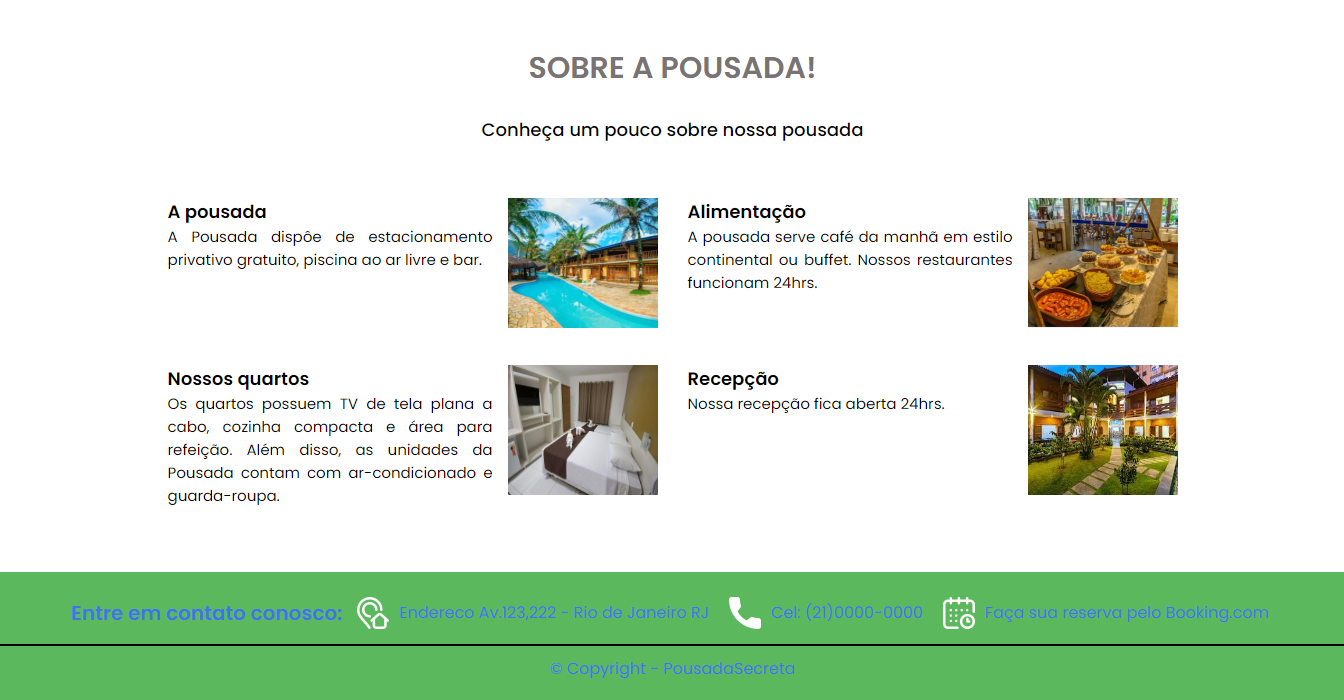 SOBRE A POUSADA!
Conheça um pouco sobre nossa pousada
A pousada
A Pousada dispôe de estacionamento
privativo gratuito, piscina ao ar livre e bar.
Alimentação
A pousada serve café da manhã em estilo
continental ou buffet. Nossos restaurantes
funcionam 24hrs.
Nossos quartos
Os quartos possuem TV de tela plana a
cabo, cozinha compacta e área para
refeição. Além disso, as unidades da
Pousada contam com ar-condicionado e
guarda-roupa.
Recepção
Nossa recepção fica aberta 24hrs.
Entre em contato conosco: Endereco Av.123,222 - Rio de Janeiro RJ Cel: (21)0000-0000 Faça sua reserva pelo Booking.com
© Copyright - PousadaSecreta